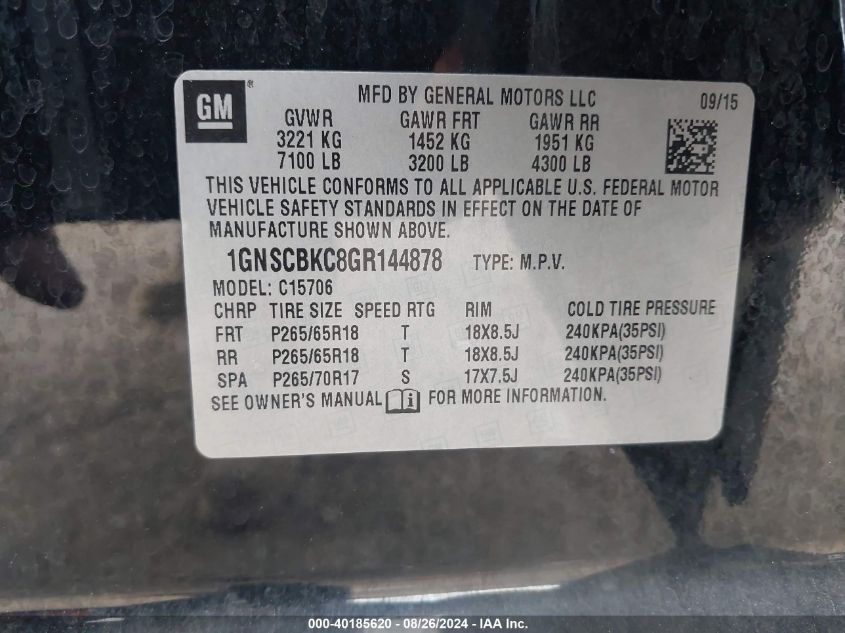 GM ® MFD BY GENERAL MOTORS LLC 09/15
GVWR GAWR FRT GAWR RR
3221 KG 1452 KG 1951 KG
7100 LB 3200 LB 4300 LB
THIS VEHICLE CONFORMS TO ALL APPLICABLE U.S. FEDERAL MOTOR
VEHICLE SAFETY STANDARDS IN EFFECT ON THE DATE OF
MANUFACTURE SHOWN ABOVE.
1GNSCBKC8GR144878 TYPE: M.P.V.
MODEL: C15706
CHRP TIRE SIZE SPEED RTG RIM COLD TIRE PRESSURE
FRT P265/65R18 T 18X8.5J 240KPA(35PSI)
RR P265/65R18 T 18X8.5J 240KPA(35PSI)
SPA P265/70R17 S 17X7.5J 240KPA(35PSI)
SEE OWNER'S MANUAL i FOR MORE INFORMATION.
000-40185620 - 08/26/2024 - IAA Inc.